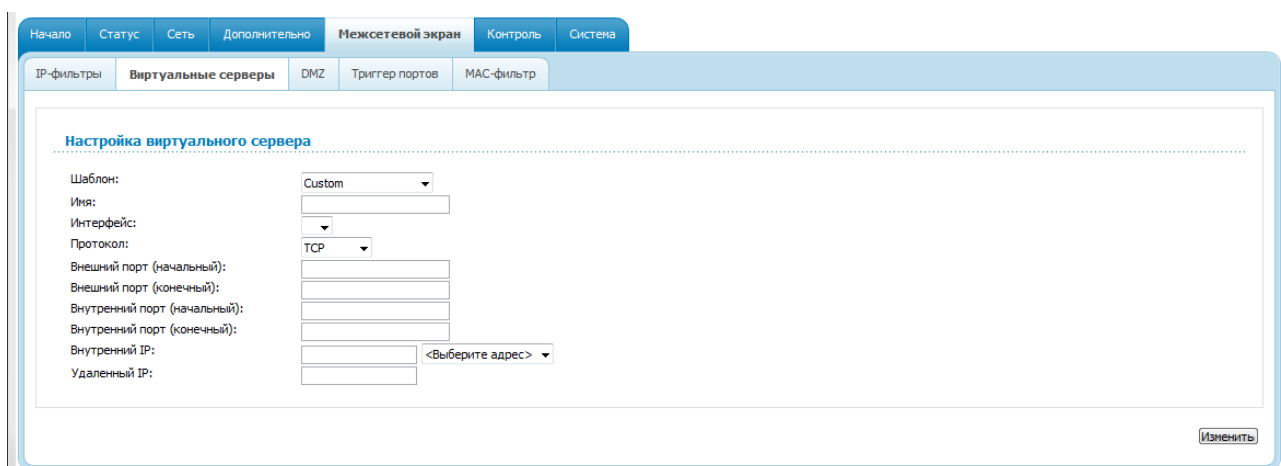 Начало Статус Сеть Дополнительно Межсетевой экран Контроль Система
IP-фильтры Виртуальные серверы DMZ Триггер портов MAC-фильтр
Настройка виртуального сервера
Шаблон: Custom
Имя:
Интерфейс:
Протокол: TCP
Внешний порт (начальный):
Внешний порт (конечный):
Внутренний порт (начальный):
Внутренний порт (конечный):
Внутренний IP: <Выберите адрес>
Удаленный IP:
Изменить